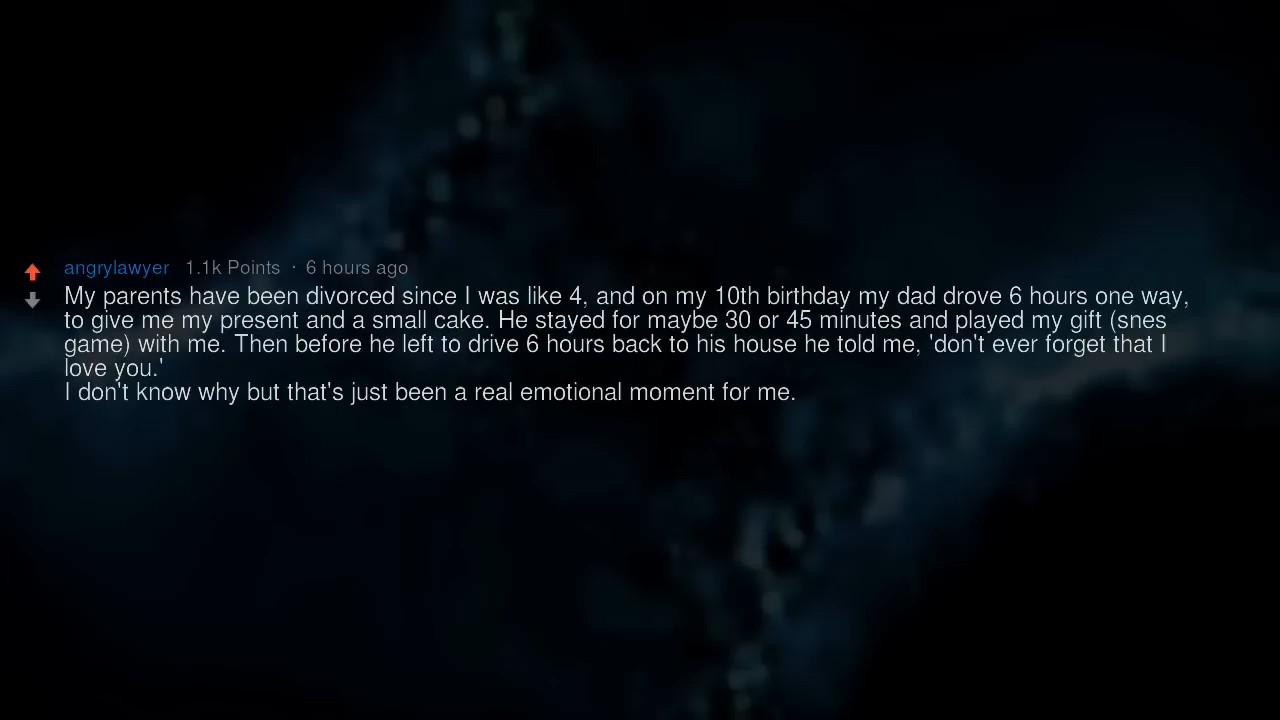 angrylawyer 1.1k Points · 6 hours ago
My parents have been divorced since I was like 4, and on my 10th birthday my dad drove 6 hours one way,
to give me my present and a small cake. He stayed for maybe 30 or 45 minutes and played my gift (snes
game) with me. Then before he left to drive 6 hours back to his house he told me, 'don't ever forget that I
love you.'
I don't know why but that's just been a real emotional moment for me.